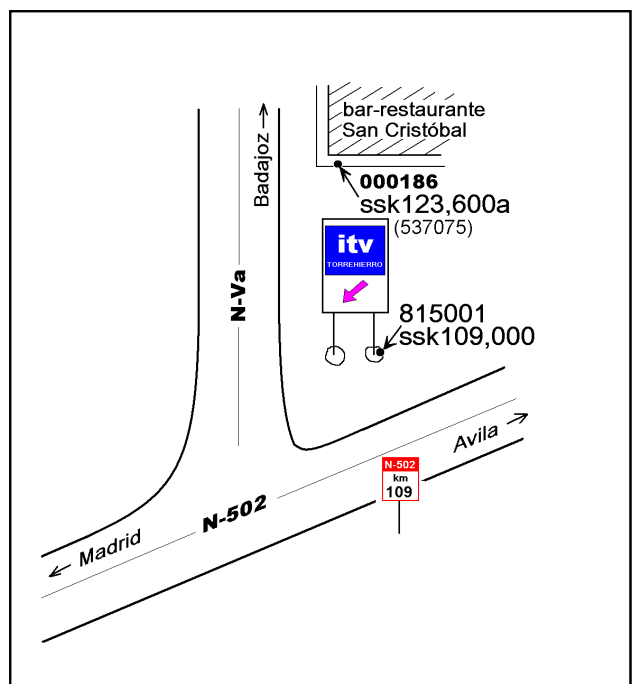 bar-restaurante
San Cristóbal
Badajoz
000186
ssk123,600a
(537075)
itv
TORREHIERRO
N-Va
815001
ssk109,000
Avila
N-502
km
109
N-502
Madrid